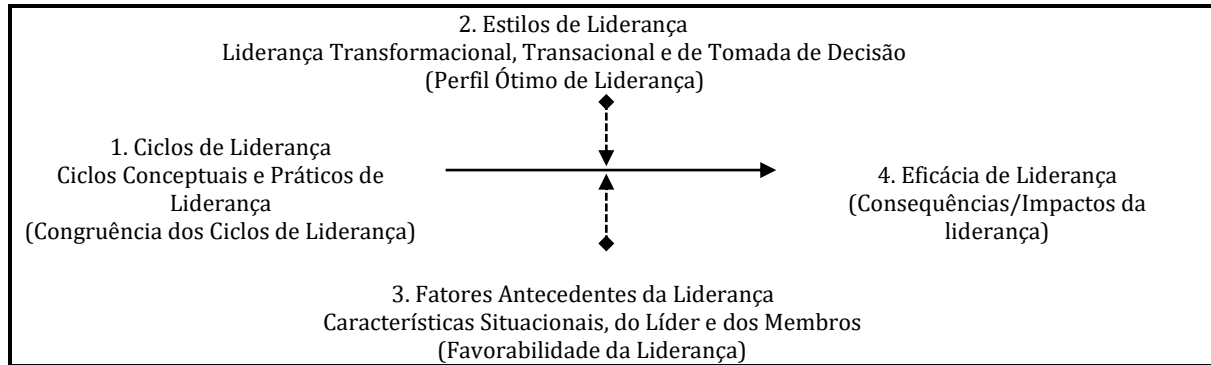 2. Estilos de Liderança
Liderança Transformacional, Transacional e de Tomada de Decisão
(Perfil Ótimo de Liderança)
1. Ciclos de Liderança
Ciclos Conceptuais e Práticos de
Liderança
(Congruência dos Ciclos de Liderança)
4. Eficácia de Liderança
(Consequências/Impactos da
liderança)
3. Fatores Antecedentes da Liderança
Características Situacionais, do Líder e dos Membros
(Favorabilidade da Liderança)